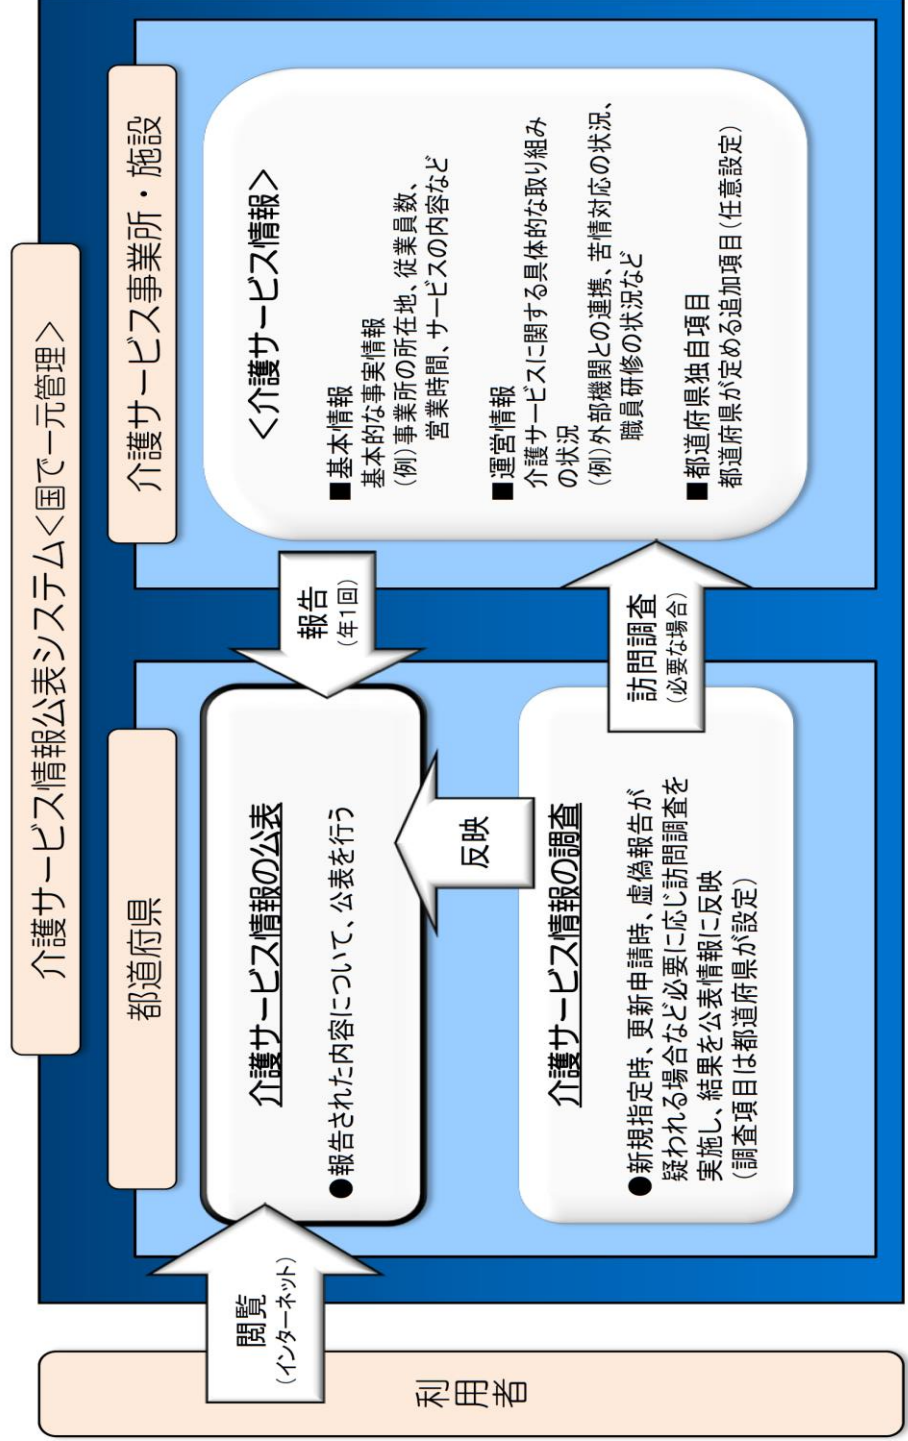 介護サービス情報公表システム＜国で一元管理＞
利用者
閲覧
（インターネット）
都道府県
介護サービス情報の公表
●報告された内容について、公表を行う
反映
介護サービス情報の調査
●新規指定時、更新申請時、虚偽報告が
疑われる場合など必要に応じ訪問調査を
実施し、結果を公表情報に反映
（調査項目は都道府県が設定）
報告
（年1回）
訪問調査
（必要な場合）
介護サービス事業所・施設
＜介護サービス情報＞
■基本情報
基本的な事実情報
（例）事業所の所在地、従業員数、
営業時間、サービスの内容など
■運営情報
介護サービスに関する具体的な取り組み
の状況
（例）外部機関との連携、苦情対応の状況、
職員研修の状況など
■都道府県独自項目
都道府県が定める追加項目（任意設定）